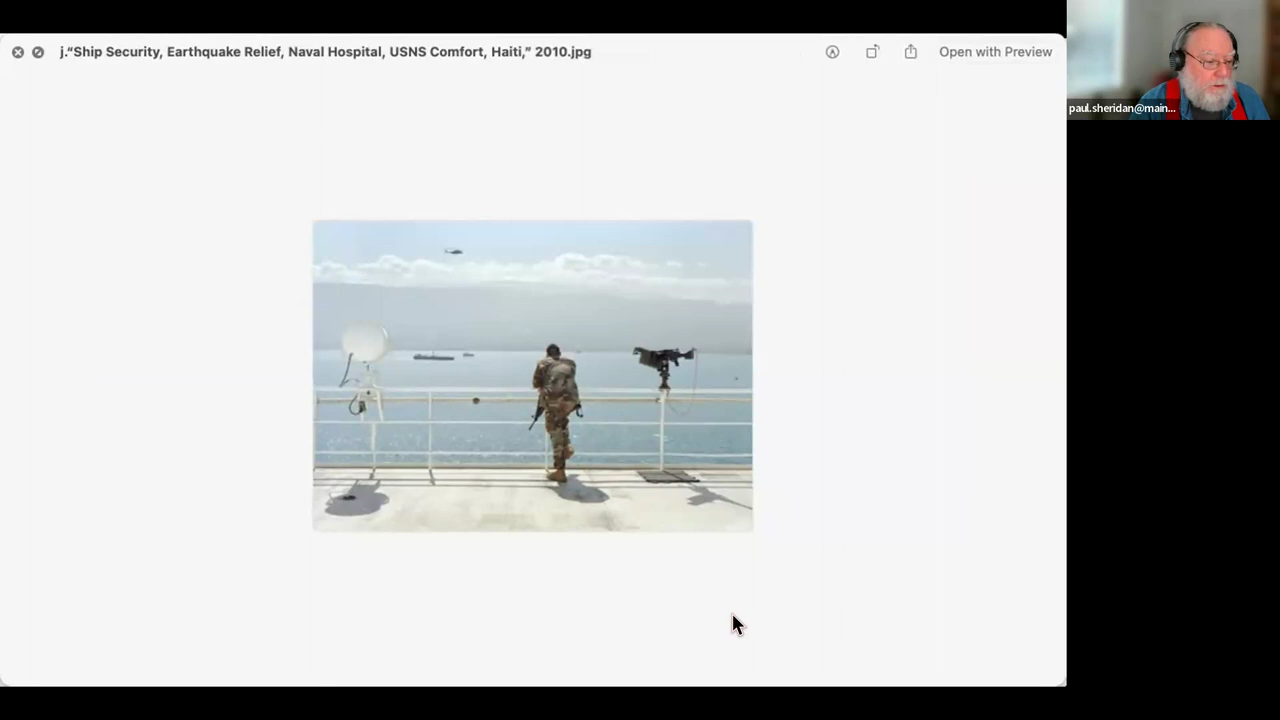 j.“Ship Security, Earthquake Relief, Naval Hospital, USNS Comfort, Haiti,” 2010.jpg
Open with Preview
paul.sheridan@main...